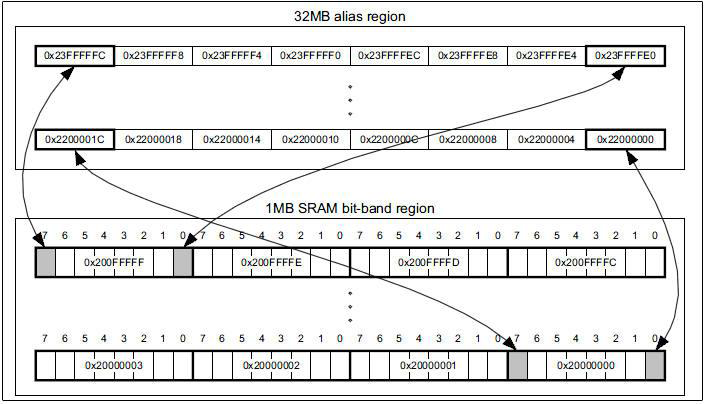 32MB alias region
0x23FFFFFC 0x23FFFFF8 0x23FFFFF4 0x23FFFFF0 0x23FFFFEC 0x23FFFFE8 0x23FFFFE4 0x23FFFFE0
0x2200001C 0x22000018 0x22000014 0x22000010 0x2200000C 0x22000008 0x22000004 0x22000000
1MB SRAM bit-band region
7 6 5 4 3 2 1 0 7 6 5 4 3 2 1 0 7 6 5 4 3 2 1 0 7 6 5 4 3 2 1 0
0x200FFFFF 0x200FFFFE 0x200FFFFD 0x200FFFFC
7 6 5 4 3 2 1 0 7 6 5 4 3 2 1 0 7 6 5 4 3 2 1 0 7 6 5 4 3 2 1 0
0x20000003 0x20000002 0x20000001 0x20000000